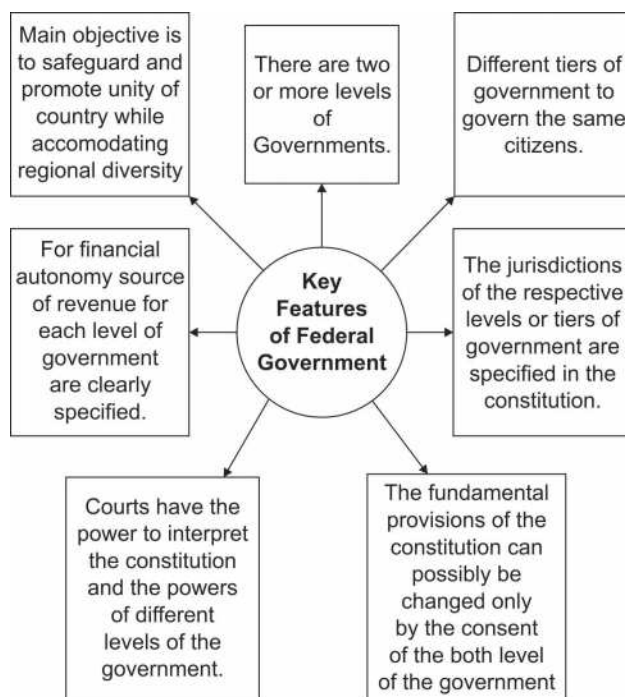 Main objective is
to safeguard and
promote unity of
country while
accomodating
regional diversity
There are two
or more levels
of
Governments.
Different tiers of
government to
govern the same
citizens.
For financial
autonomy source
of revenue for
each level of
government
are clearly
specified.
Key
Features
of Federal
Government
The jurisdictions
of the respective
levels or tiers of
government are
specified in the
constitution.
Courts have the
power to interpret
the constitution
and the powers
of different
levels of the
government.
The fundamental
provisions of the
constitution can
possibly be
changed only
by the consent
of the both level
of the government